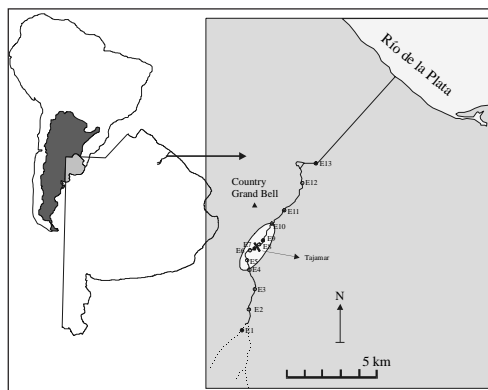 Río de la Plata
E13
E12
Country
Grand Bell
E11
E10
E9
E7
E8
E6
E5
Tajamar
E4
E3
N
E2
E1
5 km